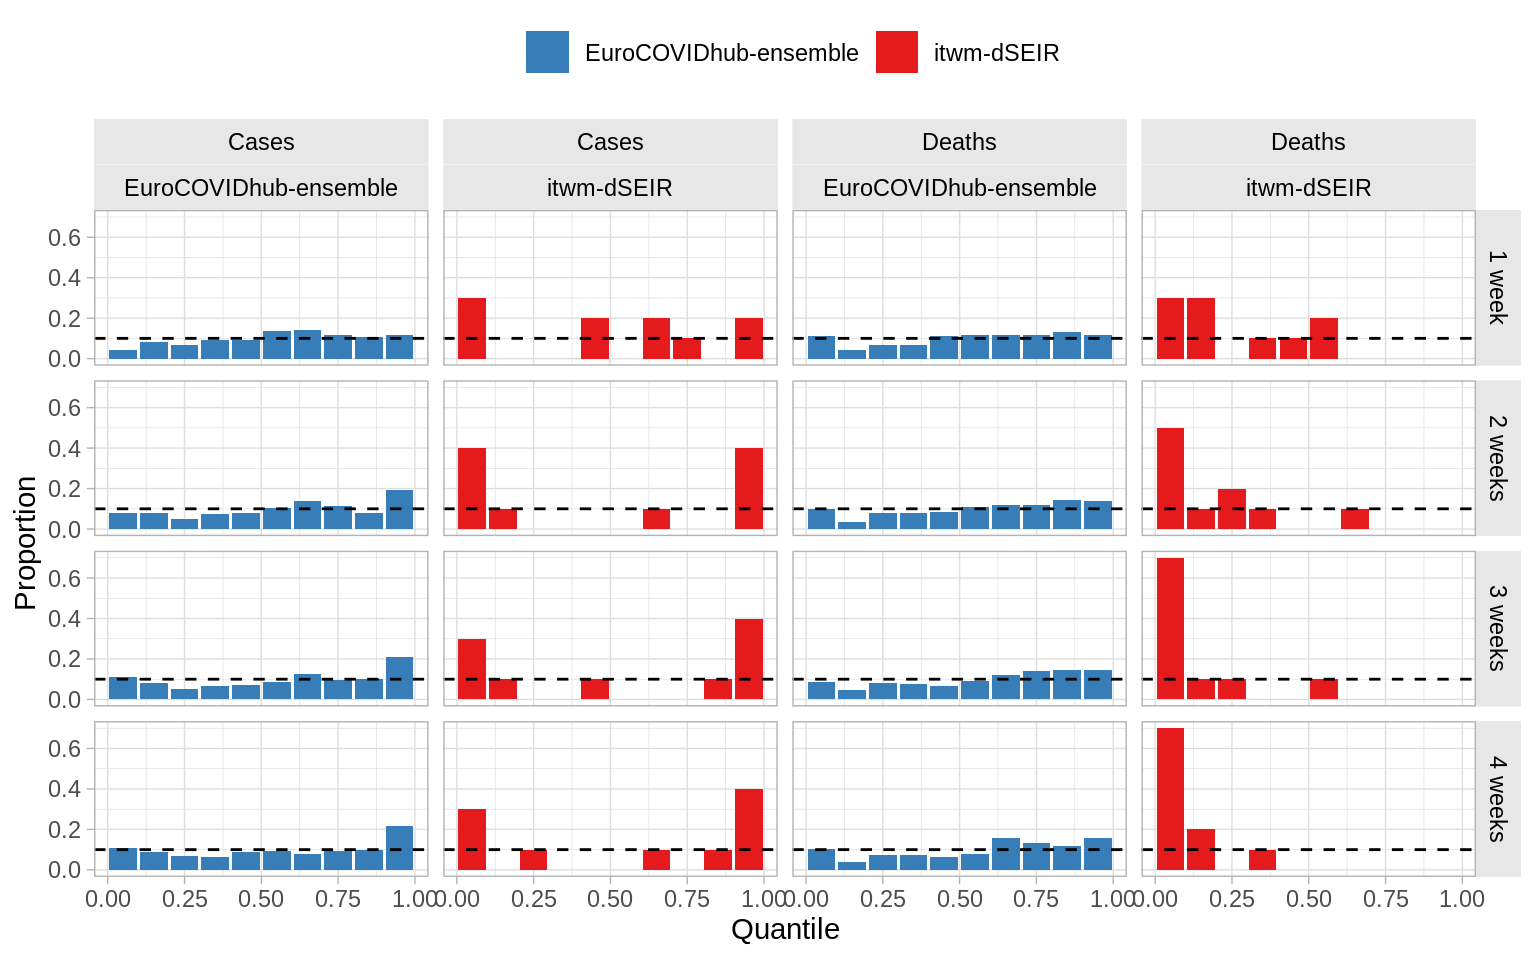 EuroCOVIDhub-ensemble itwm-dSEIR
Cases Cases Deaths Deaths
EuroCOVIDhub-ensemble itwm-dSEIR EuroCOVIDhub-ensemble itwm-dSEIR
0.6
0.4
0.2
0.0
1 week
0.6
0.4
0.2
0.0
2 weeks
Proportion
0.6
0.4
0.2
0.0
3 weeks
0.6
0.4
0.2
0.0
4 weeks
0.00 0.25 0.50 0.75 1.00 0.00 0.25 0.50 0.75 1.00 0.00 0.25 0.50 0.75 1.00 0.00 0.25 0.50 0.75 1.00
Quantile